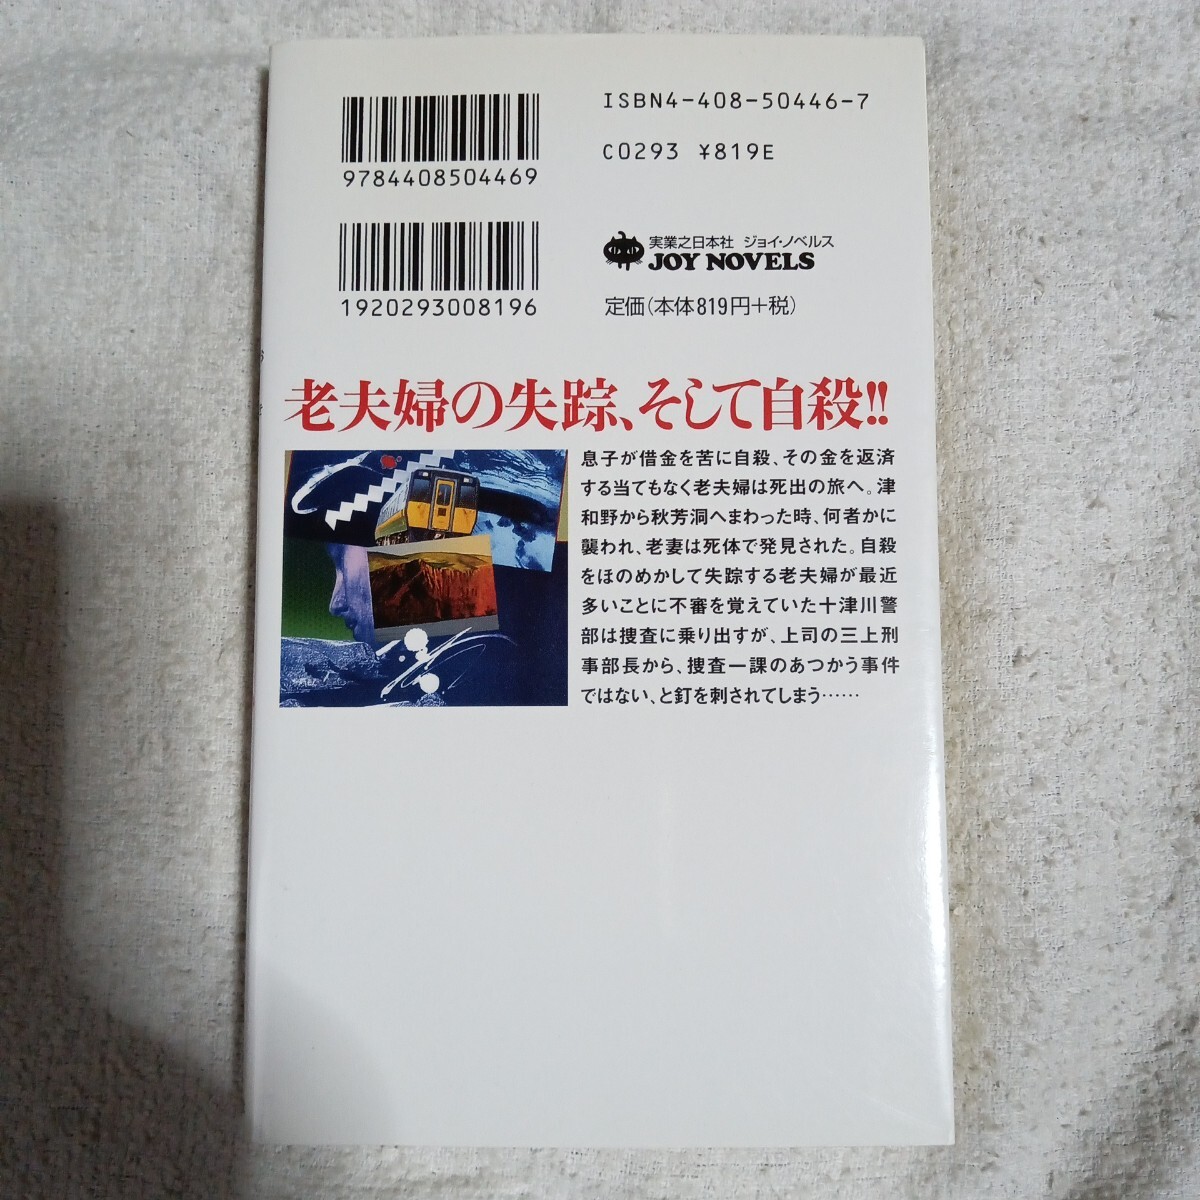 ISBN4-408-50446-7
C0293 ¥819E
9784408504469
1920293008196
実業之日本社 ジョイ・ノベルス
JOY NOVELS
定価(本体819円+税)
老夫婦の失踪、そして自殺!!
息子が借金を苦に自殺、その金を返済
する当てもなく老夫婦は死出の旅へ。津
和野から秋芳洞へまわった時、何者かに
襲われ、老妻は死体で発見された。自殺
をほのめかして失踪する老夫婦が最近
多いことに不審を覚えていた十津川警
部は捜査に乗り出すが、上司の三上刑
事部長から、捜査一課のあつかう事件
ではない、と釘を刺されてしまう……